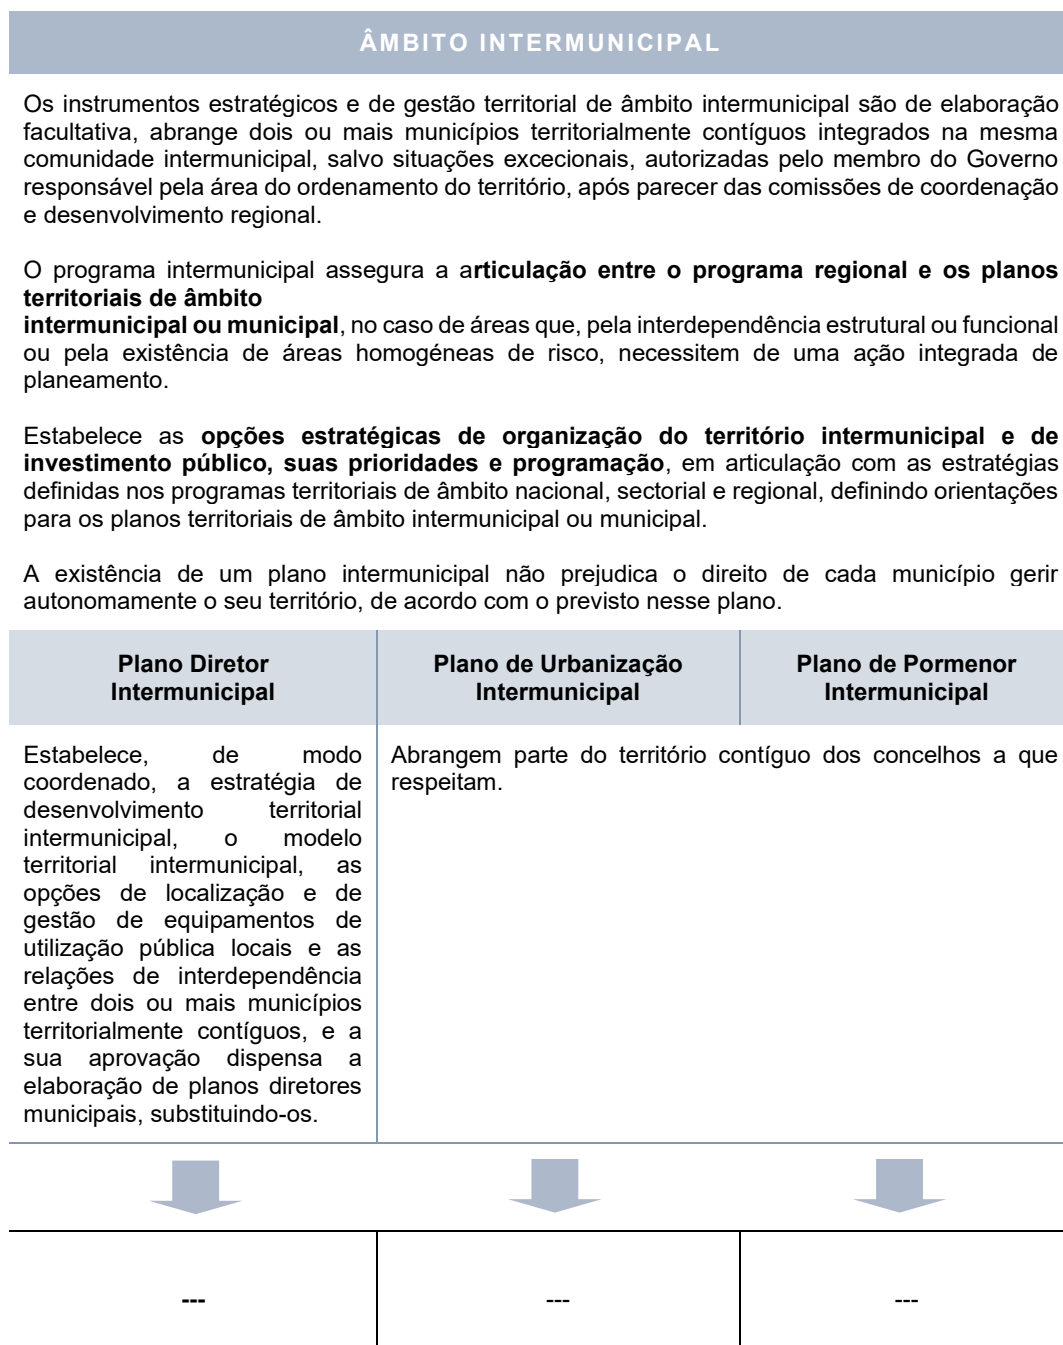 ÂMBITO INTERMUNICIPAL
Os instrumentos estratégicos e de gestão territorial de âmbito intermunicipal são de elaboração
facultativa, abrange dois ou mais municípios territorialmente contíguos integrados na mesma
comunidade intermunicipal, salvo situações excecionais, autorizadas pelo membro do Governo
responsável pela área do ordenamento do território, após parecer das comissões de coordenação
e desenvolvimento regional.
O programa intermunicipal assegura a articulação entre o programa regional e os planos
territoriais de âmbito
intermunicipal ou municipal, no caso de áreas que, pela interdependência estrutural ou funcional
ou pela existência de áreas homogéneas de risco, necessitem de uma ação integrada de
planeamento.
Estabelece as opções estratégicas de organização do território intermunicipal e de
investimento público, suas prioridades e programação, em articulação com as estratégias
definidas nos programas territoriais de âmbito nacional, sectorial e regional, definindo orientações
para os planos territoriais de âmbito intermunicipal ou municipal.
A existência de um plano intermunicipal não prejudica o direito de cada município gerir
autonomamente o seu território, de acordo com o previsto nesse plano.
Plano Diretor
Intermunicipal
Plano de Urbanização
Intermunicipal
Plano de Pormenor
Intermunicipal
Estabelece, de modo
coordenado, a estratégia de
desenvolvimento territorial
intermunicipal, o modelo
territorial intermunicipal, as
opções de localização e de
gestão de equipamentos de
utilização pública locais e as
relações de interdependência
entre dois ou mais municípios
territorialmente contíguos, e a
sua aprovação dispensa a
elaboração de planos diretores
municipais, substituindo-os.
Abrangem parte do território contíguo dos concelhos a que
respeitam.
---
---
---